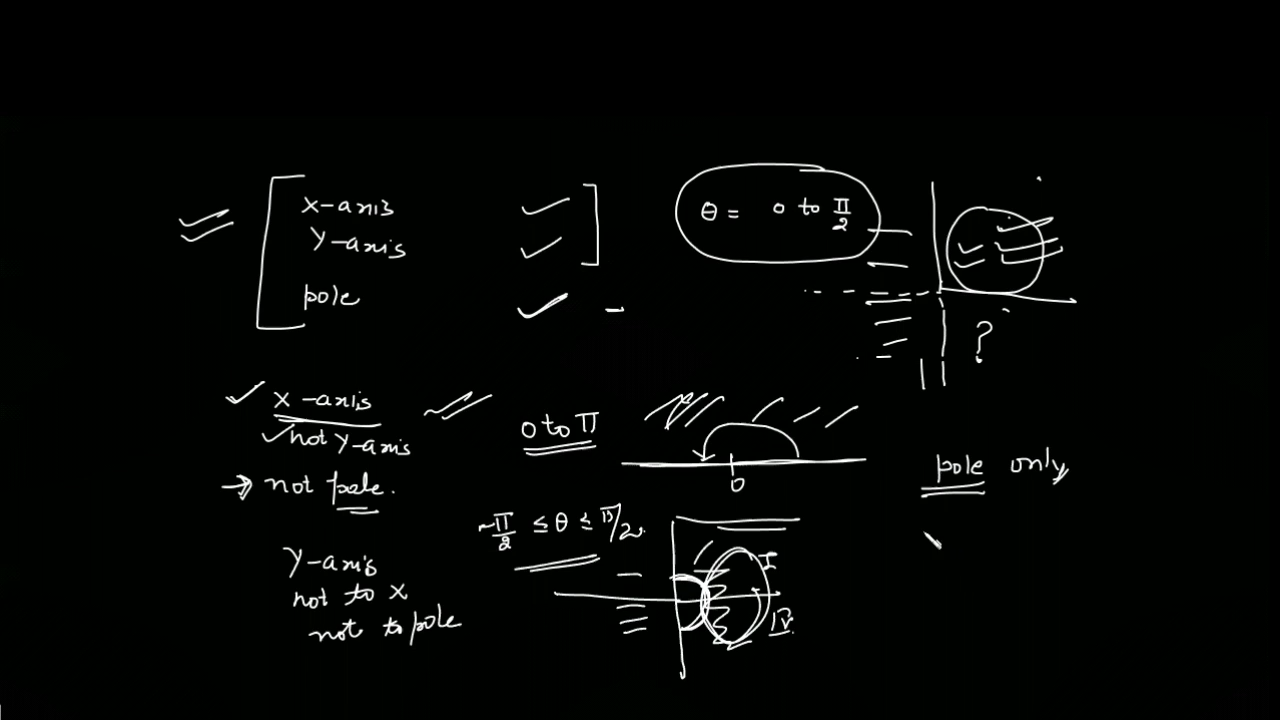 x-axis
y-axis
pole
θ = 0 to π/2
?
x-axis
not y-axis
→ not pole.
0 to π
0
pole only
-π/2 ≤ θ ≤ π/2
I
IV
y-axis
not to x
not to pole